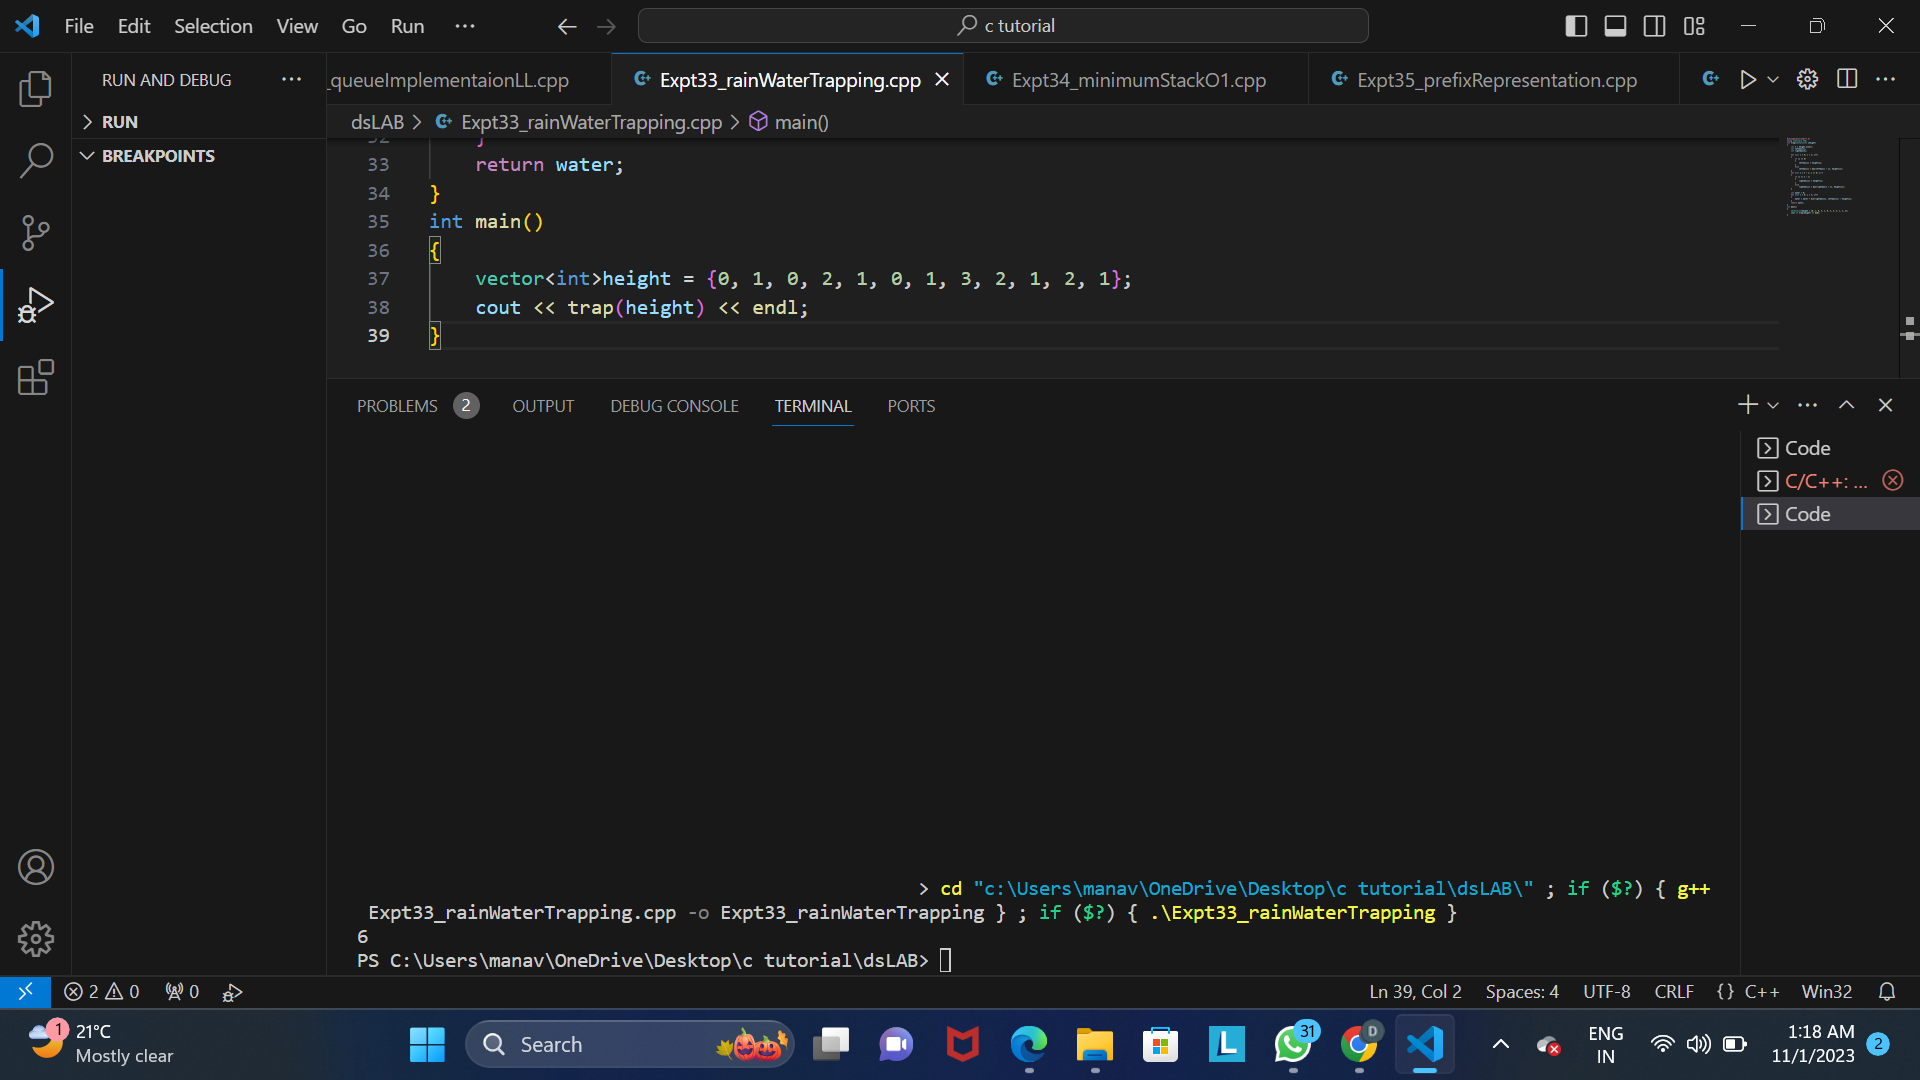 File Edit Selection View Go Run ··· c tutorial
RUN AND DEBUG ··· _queueImplementaionLL.cpp Expt33_rainWaterTrapping.cpp Expt34_minimumStackO1.cpp Expt35_prefixRepresentation.cpp
RUN
BREAKPOINTS
dsLAB > Expt33_rainWaterTrapping.cpp > main()
32 }
33 return water;
34 }
35 int main()
36 {
37 vector<int>height = {0, 1, 0, 2, 1, 0, 1, 3, 2, 1, 2, 1};
38 cout << trap(height) << endl;
39 }
PROBLEMS 2 OUTPUT DEBUG CONSOLE TERMINAL PORTS
Code
C/C++: ...
Code
> cd "c:\Users\manav\OneDrive\Desktop\c tutorial\dsLAB\" ; if ($?) { g++
Expt33_rainWaterTrapping.cpp -o Expt33_rainWaterTrapping } ; if ($?) { .\Expt33_rainWaterTrapping }
6
PS C:\Users\manav\OneDrive\Desktop\c tutorial\dsLAB>
2 0 0 Ln 39, Col 2 Spaces: 4 UTF-8 CRLF {} C++ Win32
1 21°C
Mostly clear
Search
L
31
D
ENG
IN
1:18 AM
11/1/2023
2